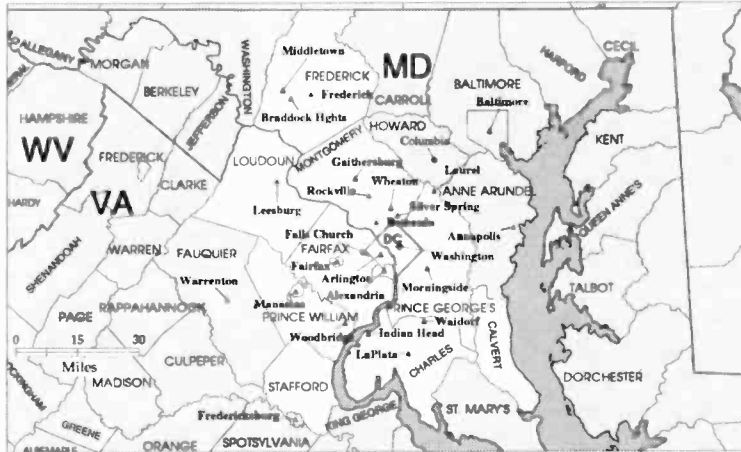 ALLEGANY
MORGAN
WASHINGTON
Middletown
FREDERICK
MD
Frederick
CARROLL
BALTIMORE
Baltimore
HARFORD
CECIL
BERKELEY
JEFFERSON
Braddock Hghts
HAMPSHIRE
WV
HARDY
FREDERICK
VA
CLARKE
LOUDOUN
MONTGOMERY
HOWARD
Columbia
KENT
Gaithersburg
Laurel
Rockville
Wheaton
ANNE ARUNDEL
Leesburg
Silver Spring
QUEEN ANNE'S
Falls Church
DC
Annapolis
SHENANDOAH
WARREN
FAUQUIER
FAIRFAX
Fairfax
Washington
Warrenton
Arlington
Morningside
TALBOT
Alexandria
PAGE
RAPPAHANNOCK
Manassas
PRINCE WILLIAM
PRINCE GEORGE'S
Waldorf
CALVERT
Woodbridge
Indian Head
0 15 30
Miles
CULPEPER
LaPlata
CHARLES
MADISON
STAFFORD
DORCHESTER
Fredericksburg
KING GEORGE
ST. MARY'S
GREENE
ORANGE
SPOTSYLVANIA